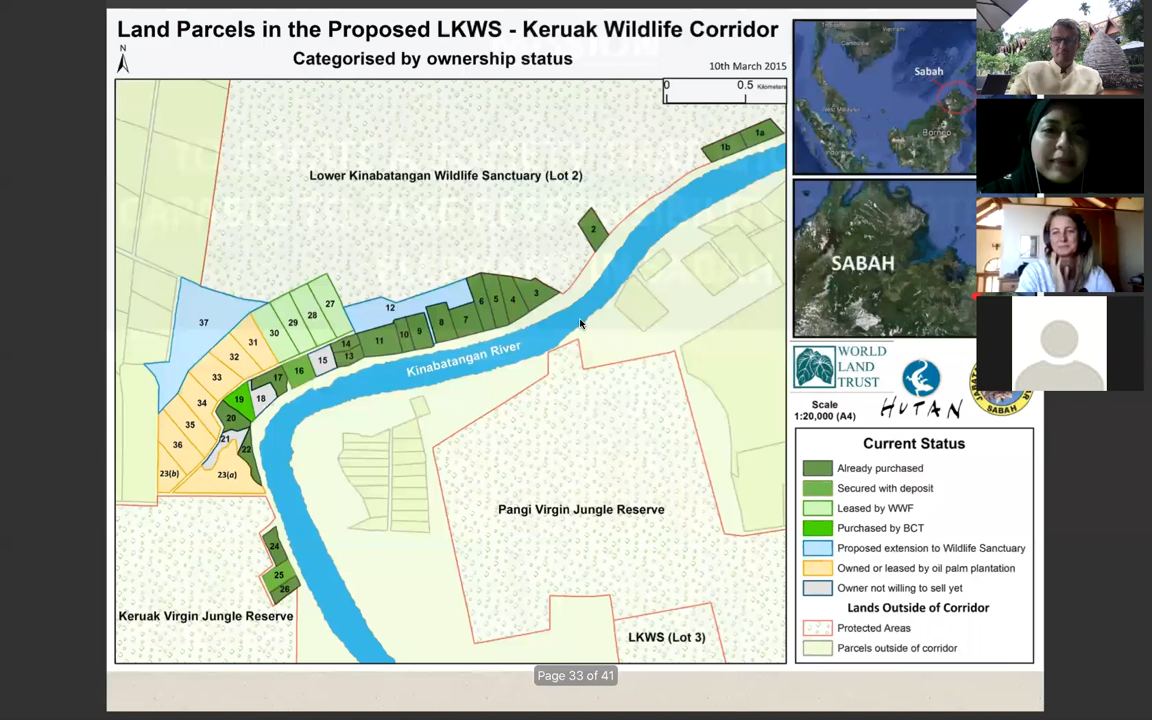 Land Parcels in the Proposed LKWS - Keruak Wildlife Corridor
Categorised by ownership status
10th March 2015
N
0 0.5 Kilometers
Lower Kinabatangan Wildlife Sanctuary (Lot 2)
1a
1b
2
3
4
5
6
7
8
9
10
11
12
13
14
15
16
17
18
19
20
21
22
23(a)
23(b)
24
25
26
27
28
29
30
31
32
33
34
35
36
37
Kinabatangan River
Pangi Virgin Jungle Reserve
Keruak Virgin Jungle Reserve
LKWS (Lot 3)
Sabah
Borneo
SABAH
WORLD
LAND
TRUST
HUTAN
SABAH
Scale
1:20,000 (A4)
Current Status
Already purchased
Secured with deposit
Leased by WWF
Purchased by BCT
Proposed extension to Wildlife Sanctuary
Owned or leased by oil palm plantation
Owner not willing to sell yet
Lands Outside of Corridor
Protected Areas
Parcels outside of corridor
Page 33 of 41